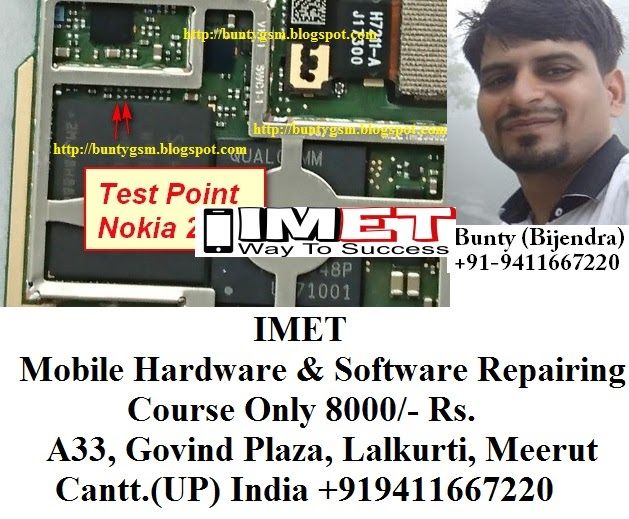 http://buntygsm.blogspot.com
H7211-A
J11300
http://buntygsm.blogspot.com
http://buntygsm.blogspot.com
QUALCOMM
Test Point
Nokia 2
IMET
Way To Success
48P
71001
Bunty (Bijendra)
+91-9411667220
IMET
Mobile Hardware & Software Repairing
Course Only 8000/- Rs.
A33, Govind Plaza, Lalkurti, Meerut
Cantt.(UP) India +919411667220